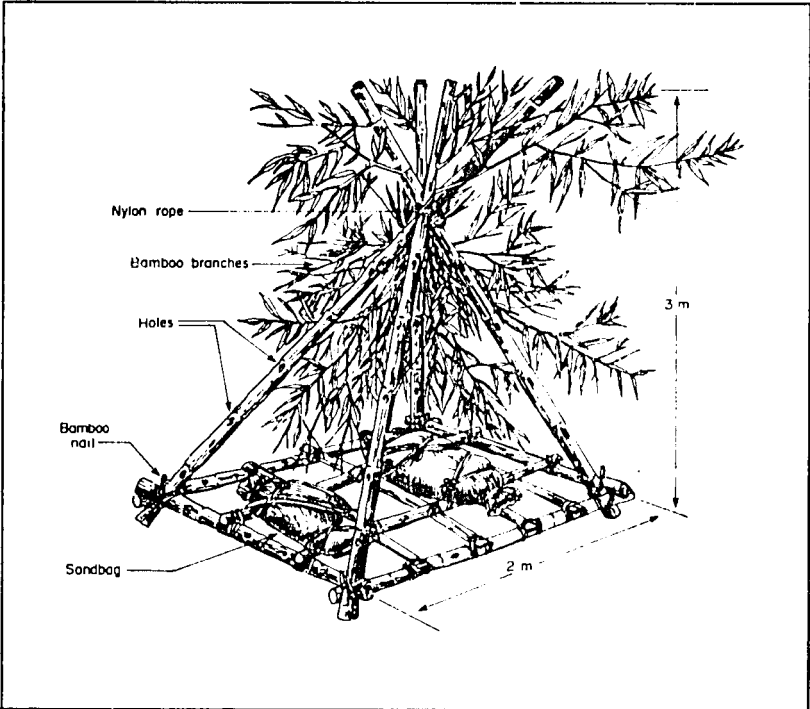 Nylon rope
Bamboo branches
3 m
Holes
Bamboo
nail
Sandbag
2 m